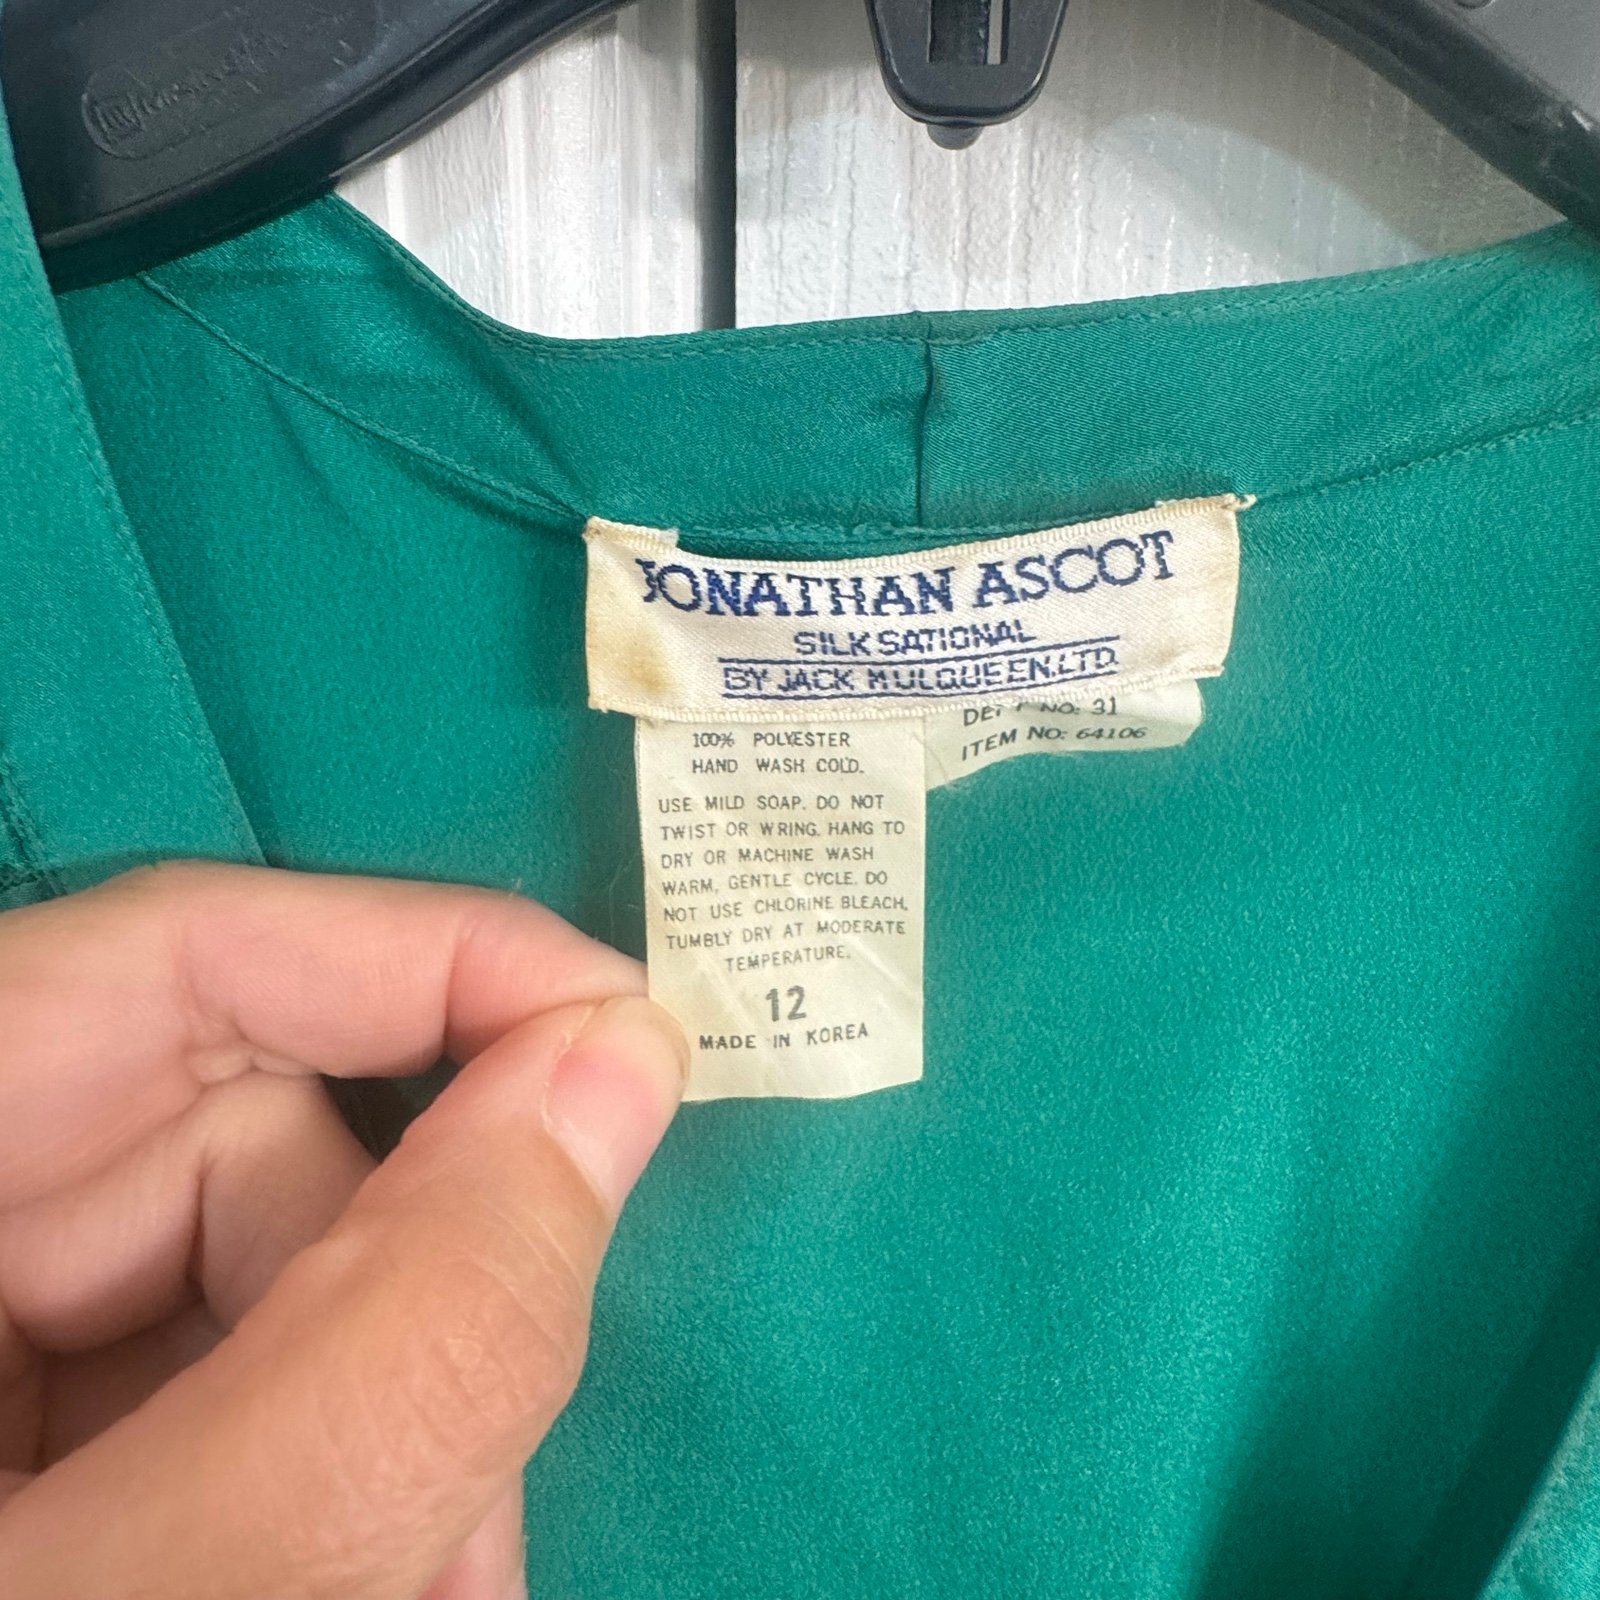 JONATHAN ASCOT
SILKSATIONAL
BY JACK MULQUEEN.LTD.
DEPT NO: 31
ITEM NO: 64106
100% POLYESTER
HAND WASH COLD.
USE MILD SOAP. DO NOT
TWIST OR WRING. HANG TO
DRY OR MACHINE WASH
WARM, GENTLE CYCLE. DO
NOT USE CHLORINE BLEACH.
TUMBLY DRY AT MODERATE
TEMPERATURE.
12
MADE IN KOREA